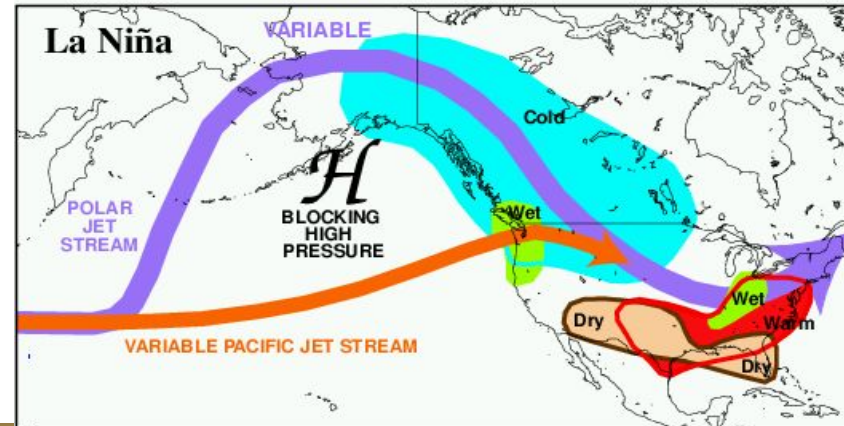 La Niña
VARIABLE
Cold
POLAR
JET
STREAM
H
BLOCKING
HIGH
PRESSURE
Wet
VARIABLE PACIFIC JET STREAM
Dry
Wet
Warm
Dry